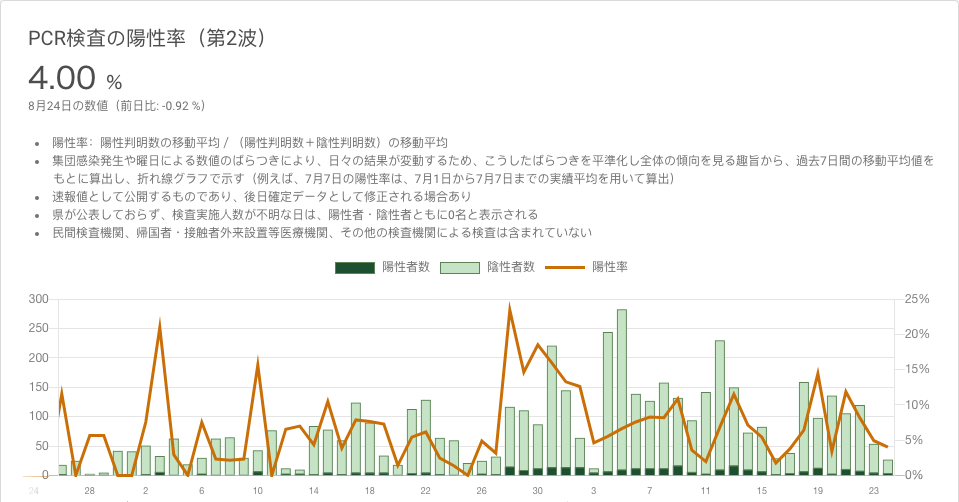 PCR検査の陽性率（第2波）
4.00 %
8月24日の数値（前日比: -0.92 %）
• 陽性率： 陽性判明数の移動平均 / （陽性判明数＋陰性判明数）の移動平均
• 集団感染発生や曜日による数値のばらつきにより、日々の結果が変動するため、こうしたばらつきを平準化し全体の傾向を見る趣旨から、過去7日間の移動平均値を
もとに算出し、折れ線グラフで示す（例えば、7月7日の陽性率は、7月1日から7月7日までの実績平均を用いて算出）
• 速報値として公開するものであり、後日確定データとして修正される場合あり
• 県が公表しておらず、検査実施人数が不明な日は、陽性者・陰性者ともに0名と表示される
• 民間検査機関、帰国者・接触者外来設置等医療機関、その他の検査機関による検査は含まれていない
陽性者数 陰性者数 陽性率
300 25%
250 20%
200 15%
150
100 10%
50 5%
0 0%
24 28 2 6 10 14 18 22 26 30 3 7 11 15 19 23